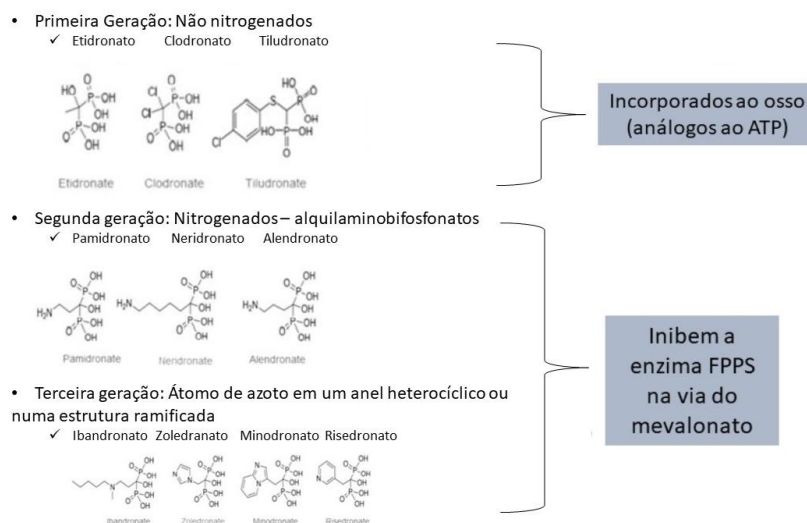 • Primeira Geração: Não nitrogenados
✓ Etidronato Clodronato Tiludronato
Etidronate Clodronate Tiludronate
Incorporados ao osso
(análogos ao ATP)
• Segunda geração: Nitrogenados – alquilaminobifosfonatos
✓ Pamidronato Neridronato Alendronato
Pamidronate Neridronate Alendronate
• Terceira geração: Átomo de azoto em um anel heterocíclico ou
numa estrutura ramificada
✓ Ibandronato Zoledranato Minodronato Risedronato
Ibandronate Zoledronate Minodronate Risedronate
Inibem a
enzima FPPS
na via do
mevalonato